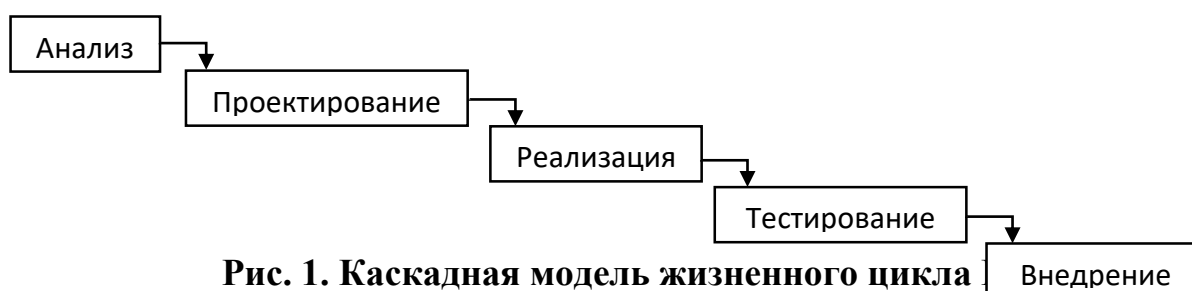 Анализ
Проектирование
Реализация
Тестирование
Рис. 1. Каскадная модель жизненного цикла
Внедрение